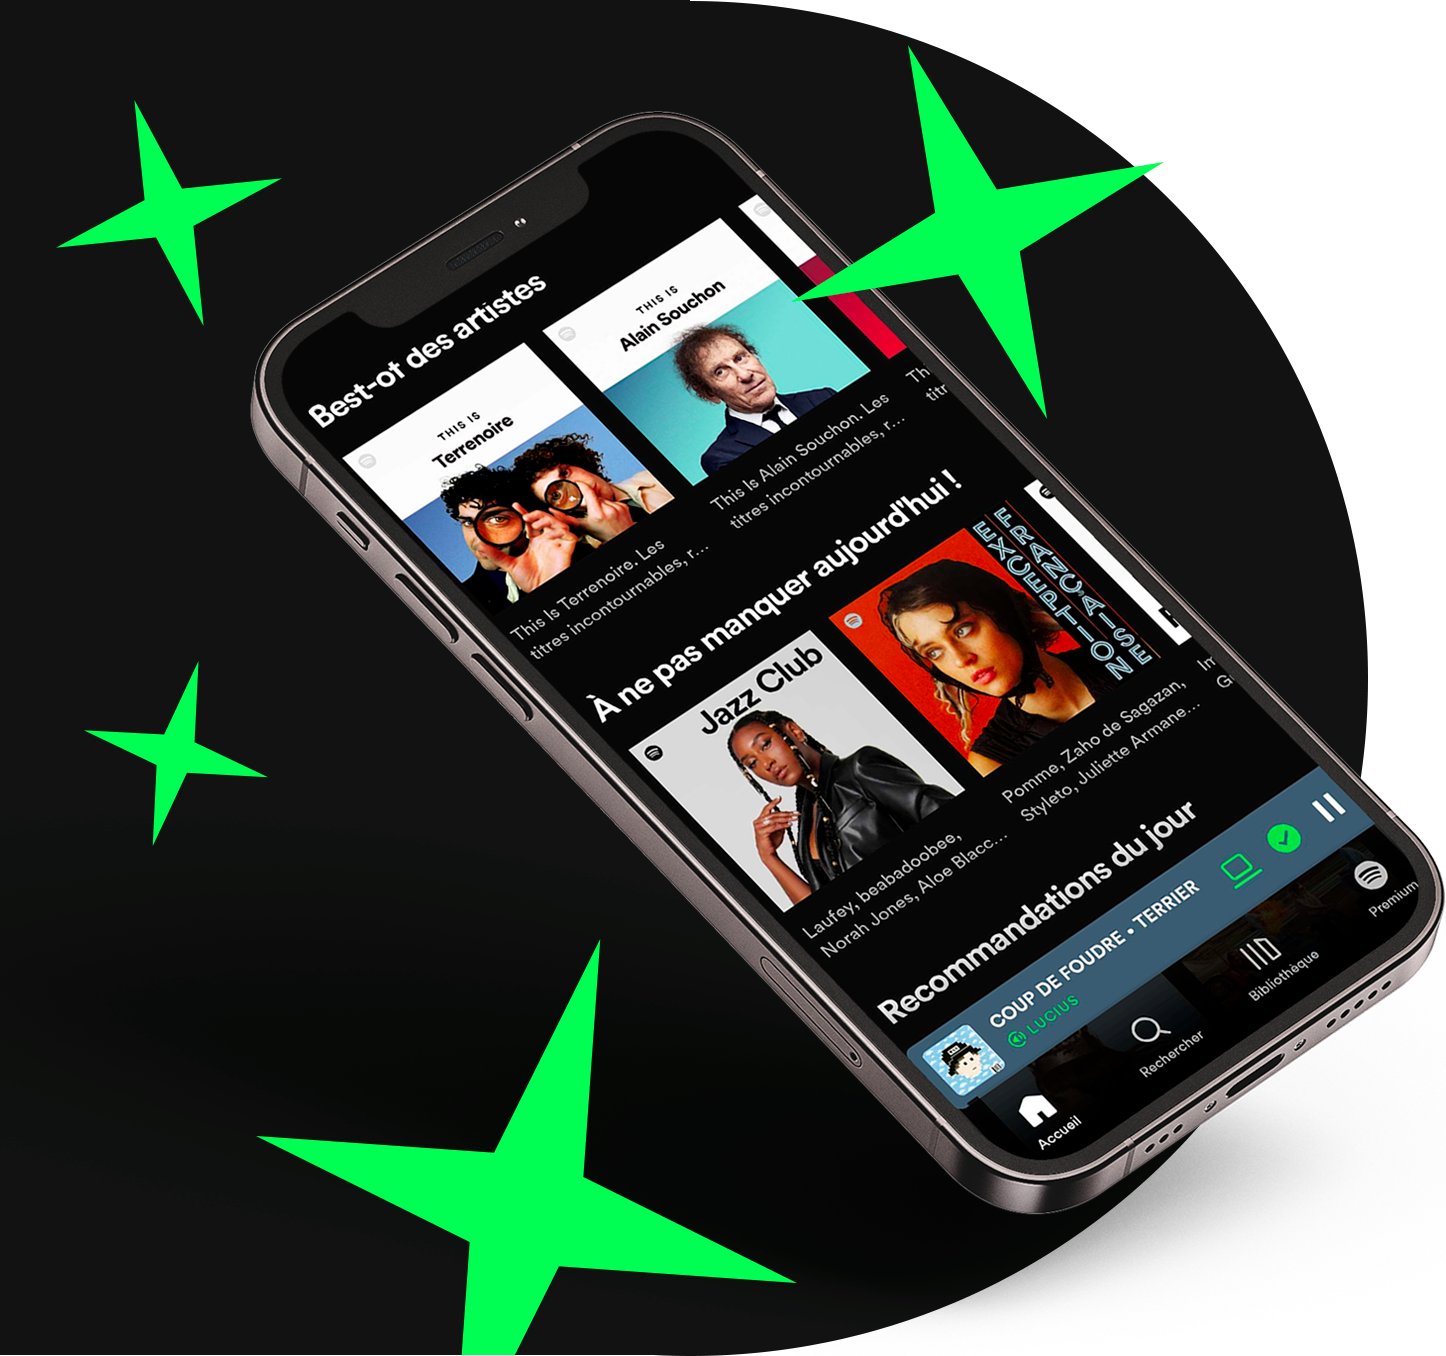 Best-of des artistes
THIS IS
Terrenoire
THIS IS
Alain Souchon
This Is Terrenoire. Les
titres incontournables, r...
This Is Alain Souchon. Les
titres incontournables, r...
Th
titr
À ne pas manquer aujourd'hui !
Jazz Club
EXCEPTION
FRANÇAISE
Laufey, beabadoobee,
Norah Jones, Aloe Blacc...
Pomme, Zaho de Sagazan,
Styleto, Juliette Armane...
Recommandations du jour
COUP DE FOUDRE • TERRIER
LUCIUS
Accueil
Rechercher
Bibliothèque
Premium